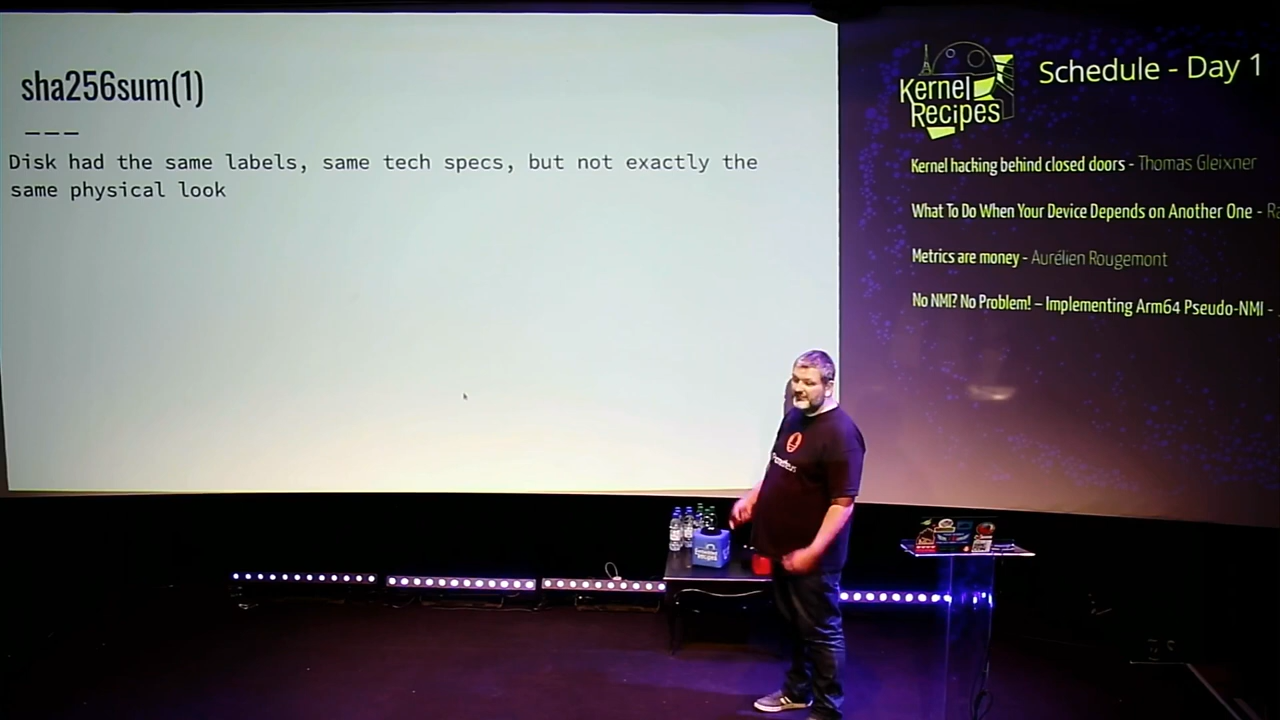 sha256sum(1)
---
Disk had the same labels, same tech specs, but not exactly the
same physical look
Kernel
Recipes
Schedule - Day 1
Kernel hacking behind closed doors - Thomas Gleixner
What To Do When Your Device Depends on Another One -
Metrics are money - Aurélien Rougemont
No NMI? No Problem! – Implementing Arm64 Pseudo-NMI -